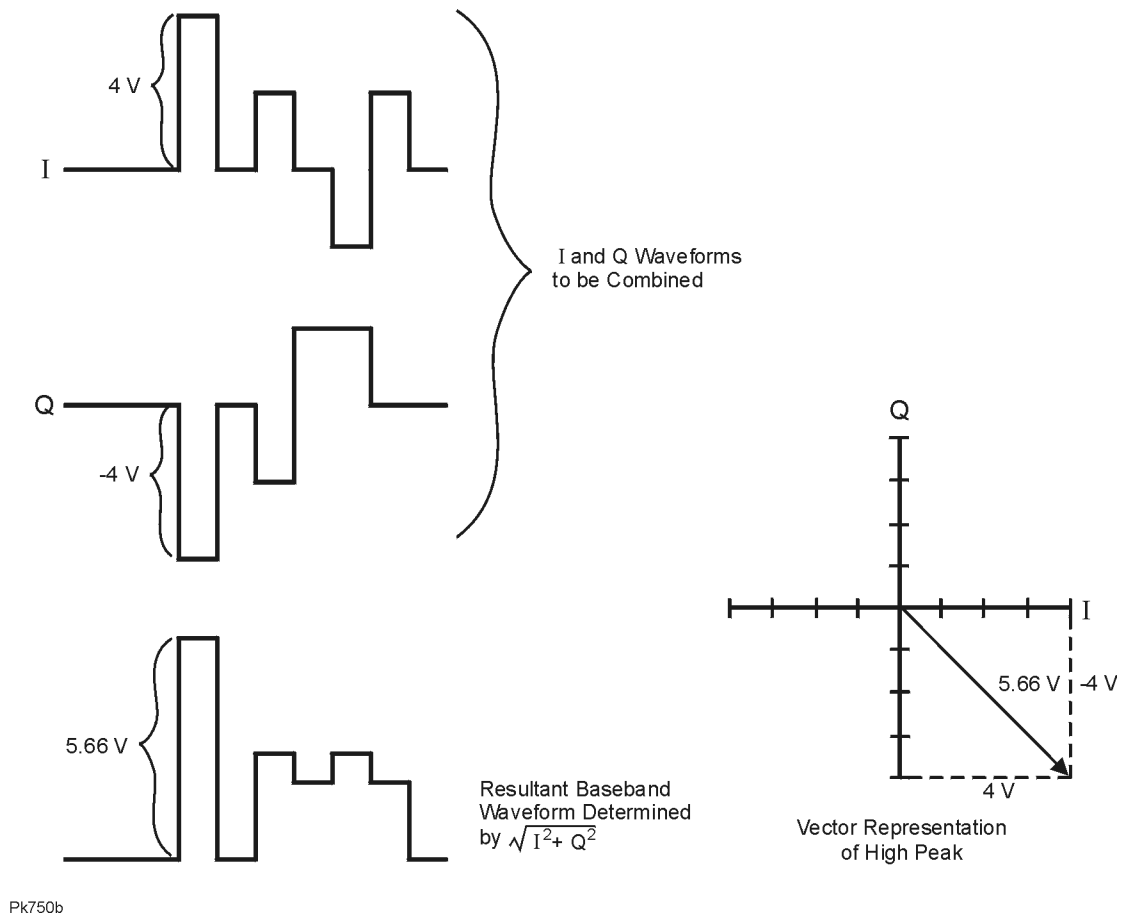 4 V
I
I and Q Waveforms
to be Combined
Q
-4 V
5.66 V
Resultant Baseband
Waveform Determined
by √I²+ Q²
Q
I
5.66 V
-4 V
4 V
Vector Representation
of High Peak
Pk750b